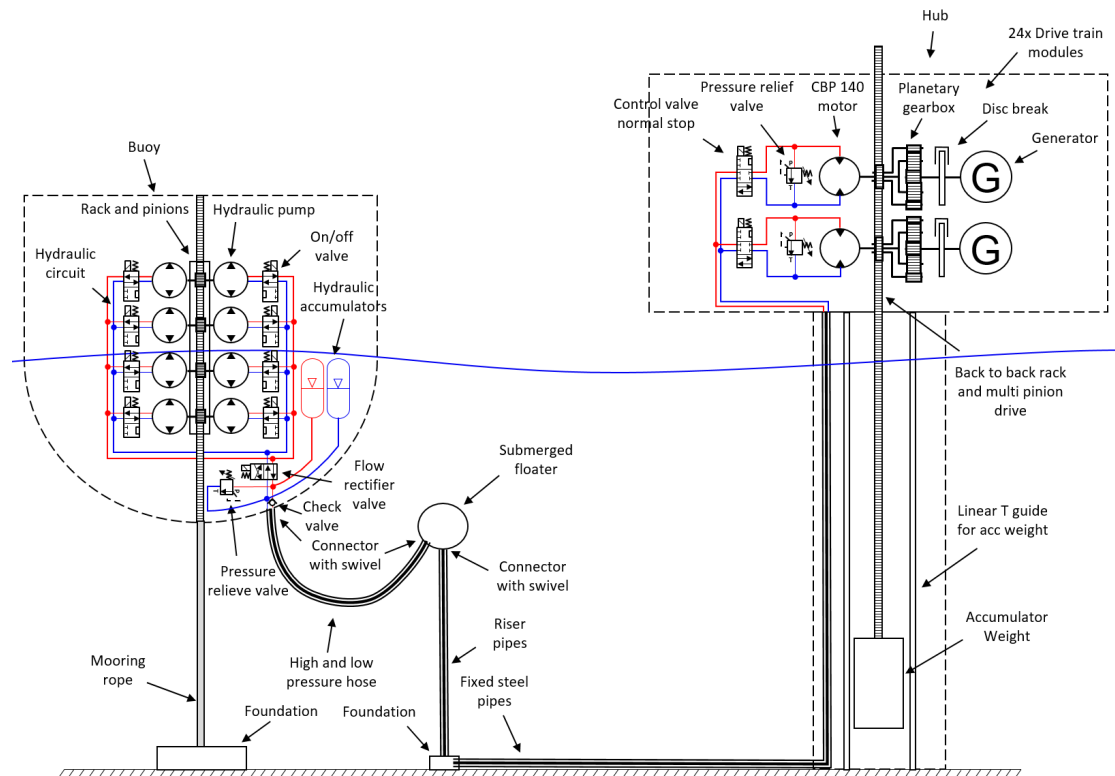 Hub
24x Drive train
modules
Pressure relief
valve
CBP 140
motor
Planetary
gearbox
Control valve
normal stop
Disc break
Generator
P
T
G
P
T
G
Buoy
Rack and pinions
Hydraulic pump
On/off
valve
Hydraulic
circuit
Hydraulic
accumulators
Back to back rack
and multi pinion
drive
Submerged
floater
Flow
rectifier
valve
T
P
Check
valve
Connector
with swivel
Pressure
relieve valve
Connector
with swivel
Linear T guide
for acc weight
Riser
pipes
Accumulator
Weight
Mooring
rope
High and low
pressure hose
Fixed steel
pipes
Foundation
Foundation